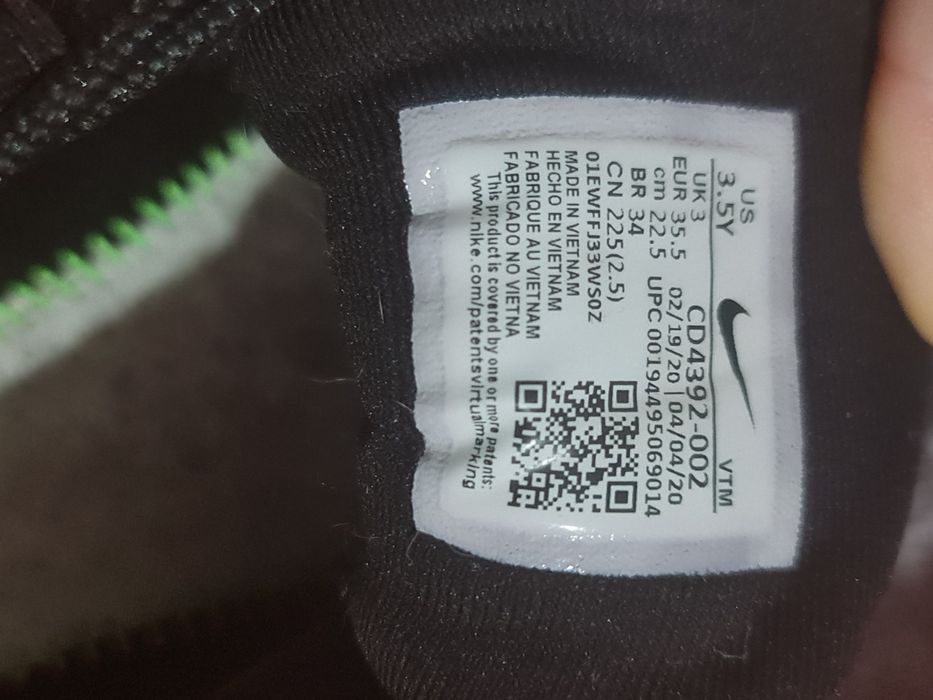 US
3.5Y
VTM
UK 3
CD4392-002
EUR 35.5
02/19/20 | 04/04/20
cm 22.5
UPC 00194495069014
BR 34
CN 225(2.5)
01EWFFJ33WS0Z
MADE IN VIETNAM
HECHO EN VIETNAM
FABRIQUE AU VIETNAM
FABRICADO NO VIETNA
This product is covered by one or more patents:
www.nike.com/patentsvirtualmarking